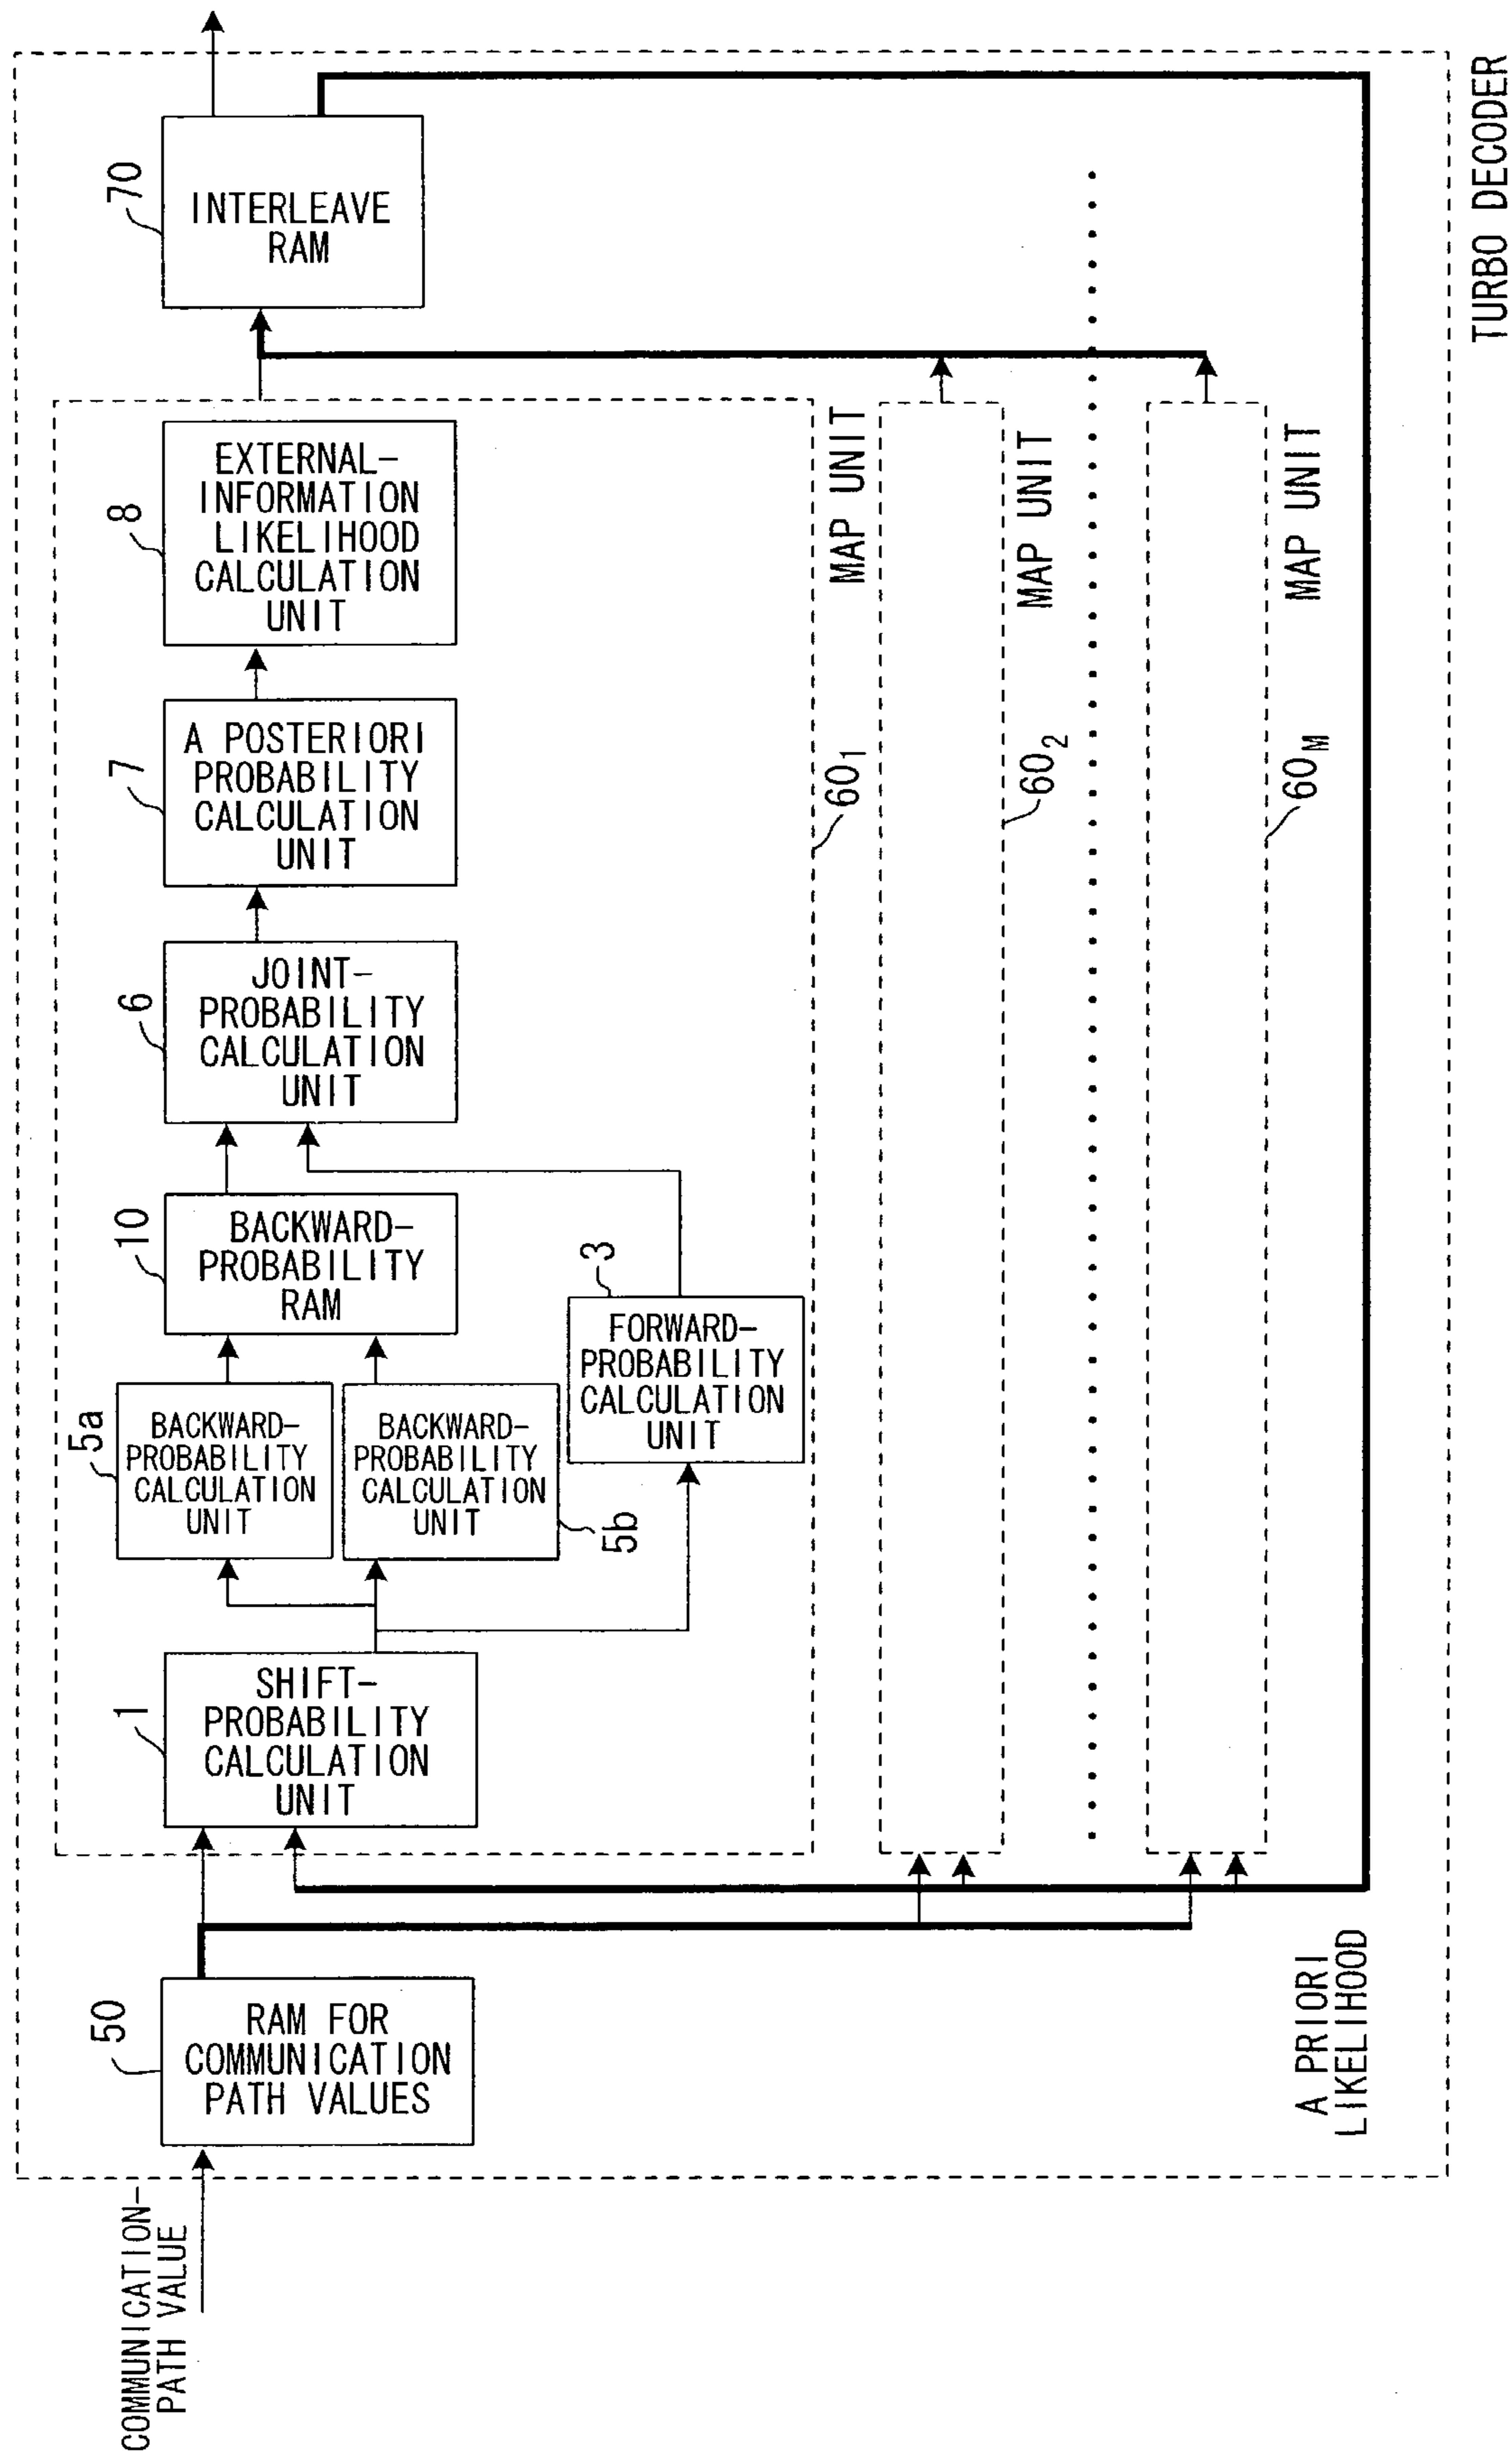 COMMUNICATION-
PATH VALUE
50
RAM FOR
COMMUNICATION
PATH VALUES
A PRIORI
LIKELIHOOD
1
SHIFT-
PROBABILITY
CALCULATION
UNIT
5a
BACKWARD-
PROBABILITY
CALCULATION
UNIT
BACKWARD-
PROBABILITY
CALCULATION
UNIT
5b
3
FORWARD-
PROBABILITY
CALCULATION
UNIT
10
BACKWARD-
PROBABILITY
RAM
6
JOINT-
PROBABILITY
CALCULATION
UNIT
7
A POSTERIORI
PROBABILITY
CALCULATION
UNIT
8
EXTERNAL-
INFORMATION
LIKELIHOOD
CALCULATION
UNIT
60₁
MAP UNIT
60₂
MAP UNIT
60M
MAP UNIT
70
INTERLEAVE
RAM
TURBO DECODER